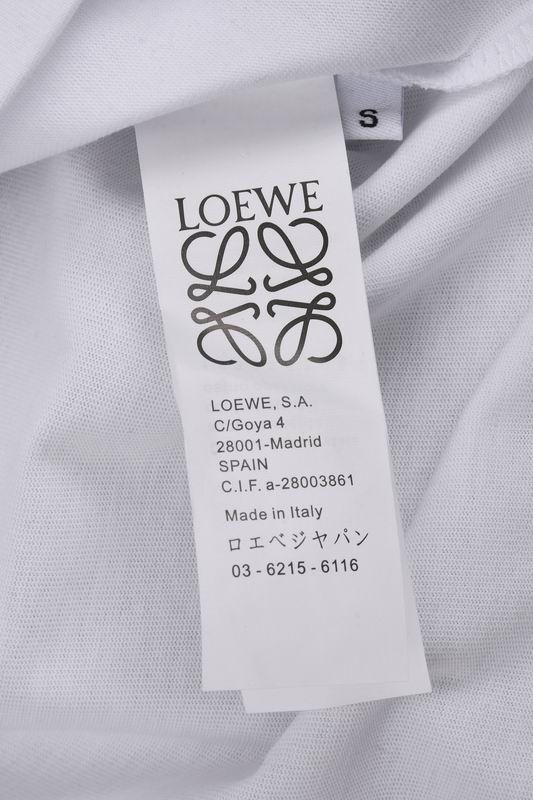 S
LOEWE
LOEWE, S.A.
C/Goya 4
28001-Madrid
SPAIN
C.I.F. a-28003861
Made in Italy
ロエベジヤパン
03-6215-6116